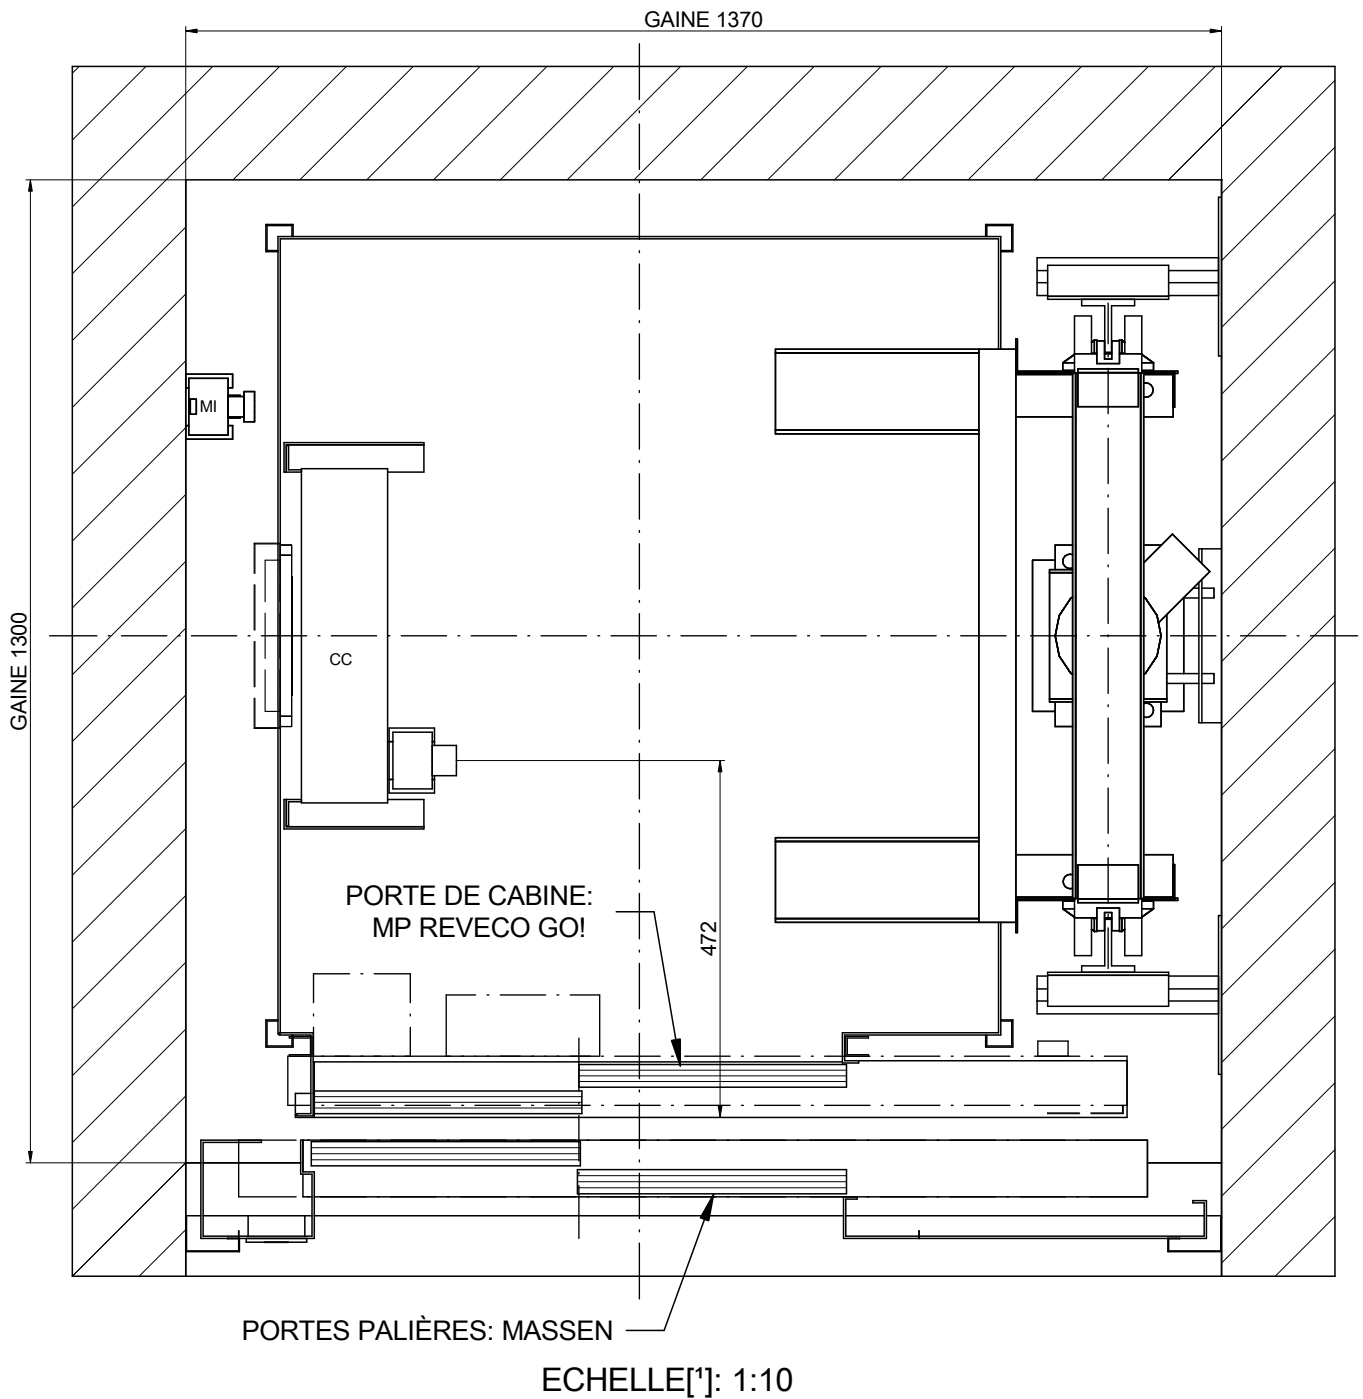 GAINE 1370
MI
GAINE 1300
CC
PORTE DE CABINE:
MP REVECO GO!
472
PORTES PALIÈRES: MASSEN
ECHELLE[¹]: 1:10